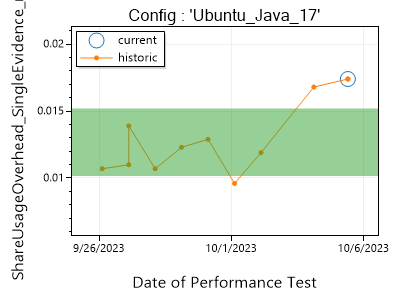 Config : 'Ubuntu_Java_17'
ShareUsageOverhead_SingleEvidence_
0.02
0.015
0.01
current
historic
9/26/2023
10/1/2023
10/6/2023
Date of Performance Test